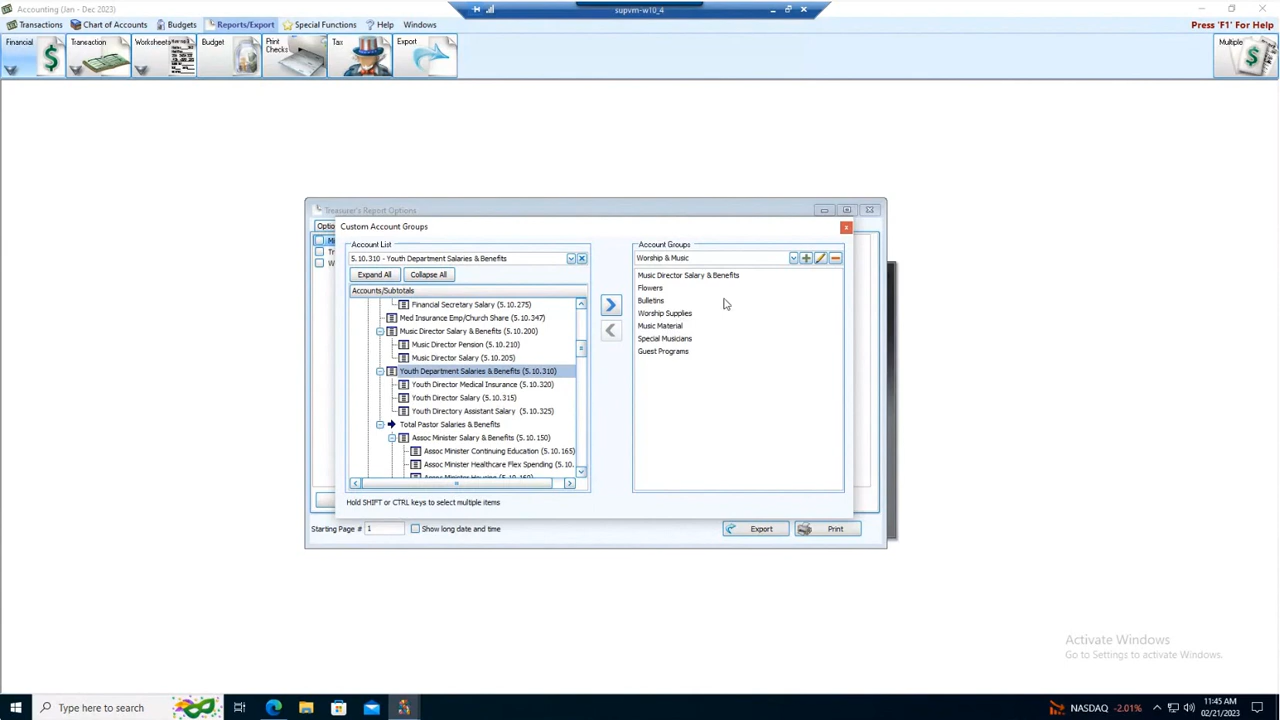 Accounting (Jan - Dec 2023)
supvm-w10_4
Transactions
Chart of Accounts
Budgets
Reports/Export
Special Functions
Help
Windows
Press 'F1' For Help
Financial
Transaction
Worksheets
Budget
Print
Checks
Tax
Export
Multiple
Treasurer's Report Options
Custom Account Groups
Account List
5.10.310 - Youth Department Salaries & Benefits
Expand All
Collapse All
Accounts/Subtotals
Financial Secretary Salary (5.10.275)
Med Insurance Emp/Church Share (5.10.347)
Music Director Salary & Benefits (5.10.200)
Music Director Pension (5.10.210)
Music Director Salary (5.10.205)
Youth Department Salaries & Benefits (5.10.310)
Youth Director Medical Insurance (5.10.320)
Youth Director Salary (5.10.315)
Youth Directory Assistant Salary (5.10.325)
Total Pastor Salaries & Benefits
Assoc Minister Salary & Benefits (5.10.150)
Assoc Minister Continuing Education (5.10.165)
Assoc Minister Healthcare Flex Spending (5.10.
Hold SHIFT or CTRL keys to select multiple items
Account Groups
Worship & Music
Music Director Salary & Benefits
Flowers
Bulletins
Worship Supplies
Music Material
Special Musicians
Guest Programs
Starting Page # 1
Show long date and time
Export
Print
Activate Windows
Go to Settings to activate Windows.
Type here to search
NASDAQ -2.01%
11:45 AM
02/21/2023